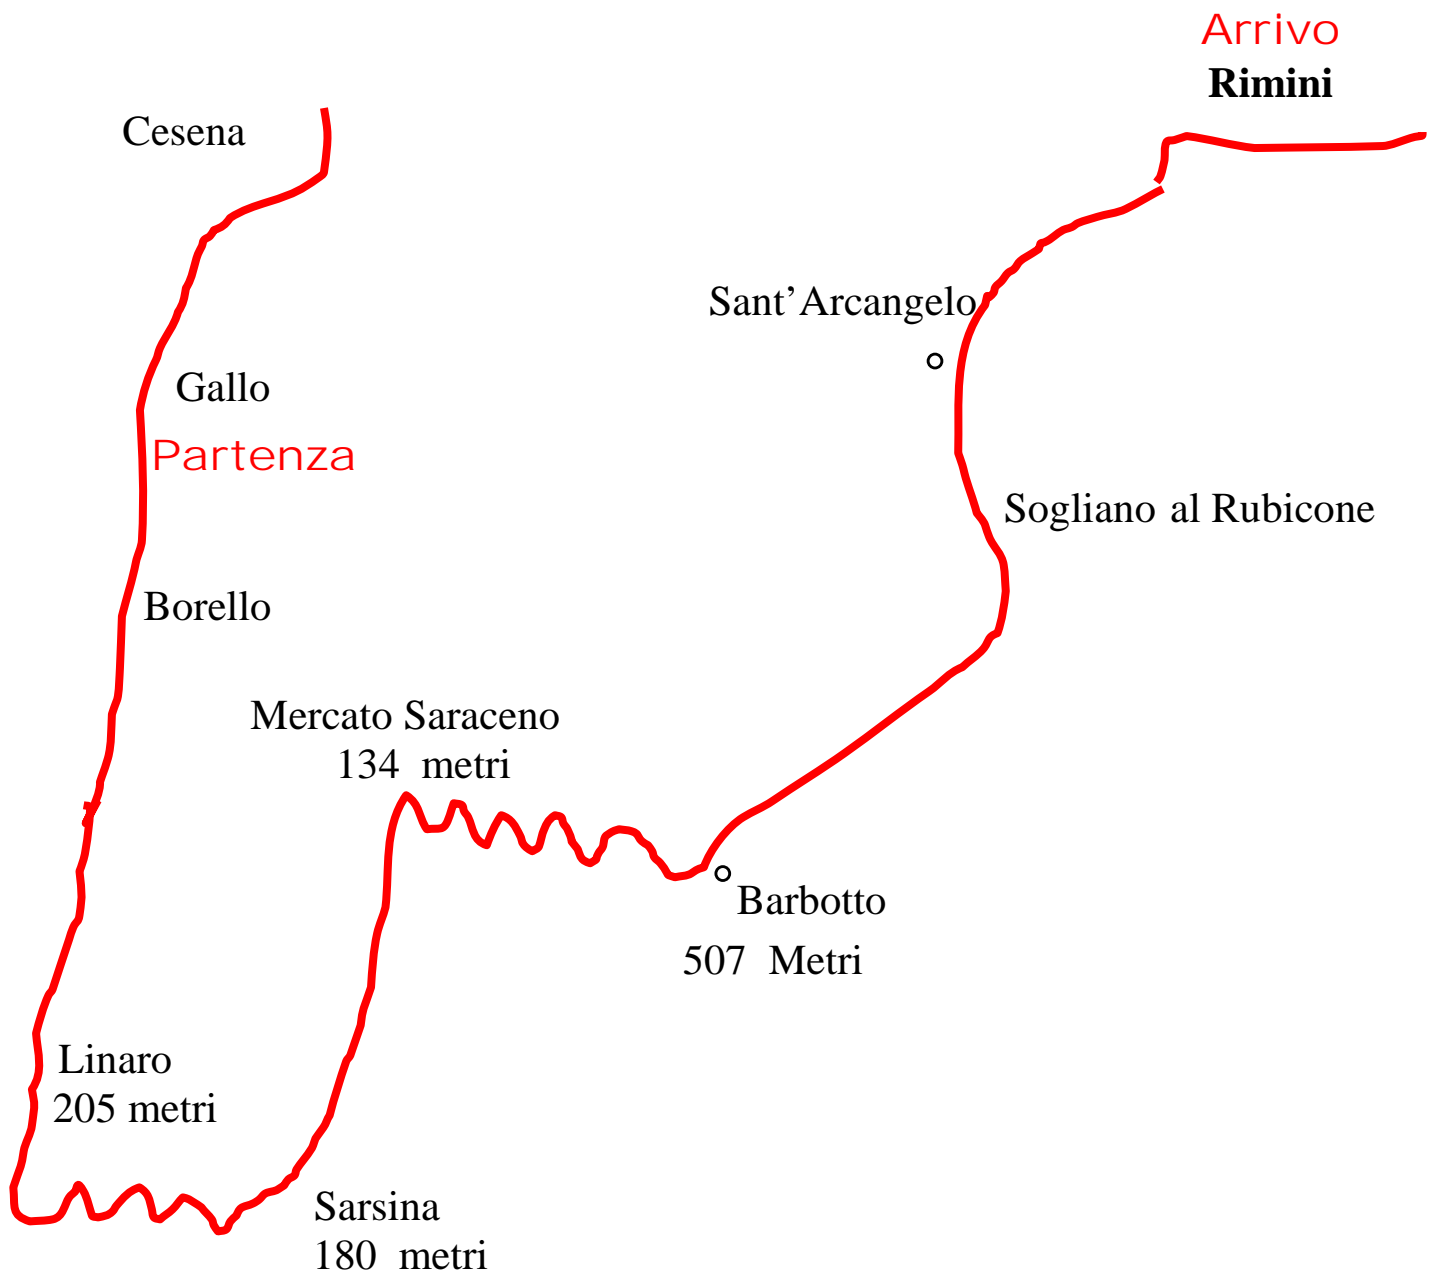 Arrivo
Rimini
Cesena
Sant’Arcangelo
Gallo
Partenza
Sogliano al Rubicone
Borello
Mercato Saraceno
134 metri
Barbotto
507 Metri
Linaro
205 metri
Sarsina
180 metri